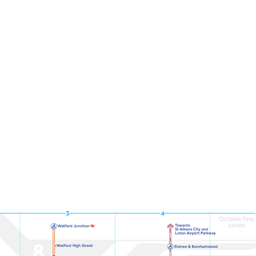 3
4
Outside fare
zones
Watford Junction
Towards
St Albans City and
Luton Airport Parkway
8
Watford High Street
Elstree & Borehamwood